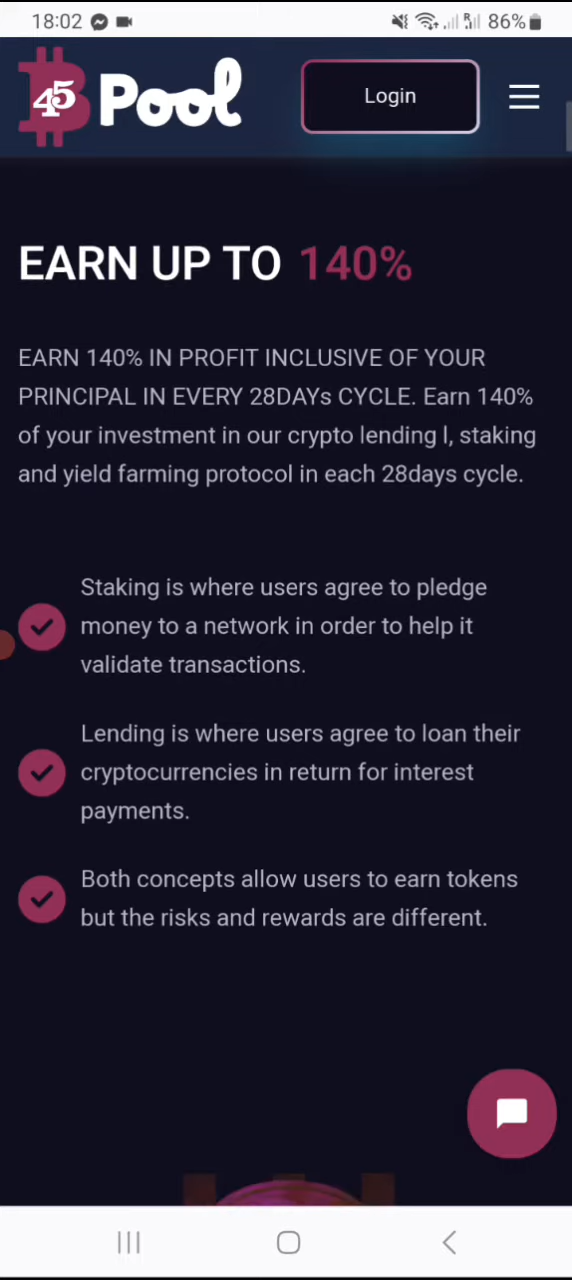 18:02 86%
45 Pool
Login
EARN UP TO 140%
EARN 140% IN PROFIT INCLUSIVE OF YOUR
PRINCIPAL IN EVERY 28DAYs CYCLE. Earn 140%
of your investment in our crypto lending l, staking
and yield farming protocol in each 28days cycle.
Staking is where users agree to pledge
money to a network in order to help it
validate transactions.
Lending is where users agree to loan their
cryptocurrencies in return for interest
payments.
Both concepts allow users to earn tokens
but the risks and rewards are different.